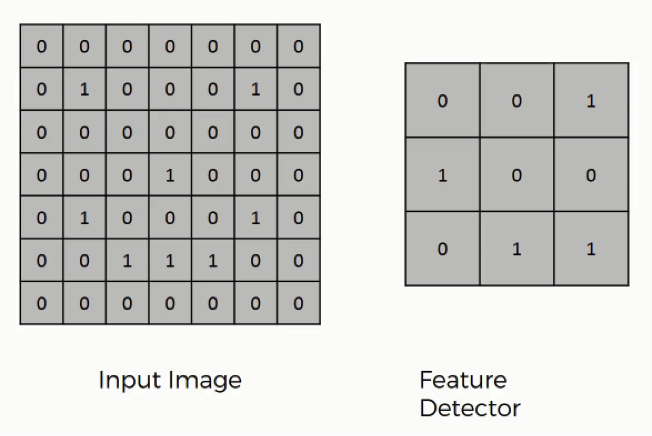 0 0 0 0 0 0 0
0 1 0 0 0 1 0
0 0 0 0 0 0 0
0 0 0 1 0 0 0
0 1 0 0 0 1 0
0 0 1 1 1 0 0
0 0 0 0 0 0 0
Input Image
0 0 1
1 0 0
0 1 1
Feature
Detector